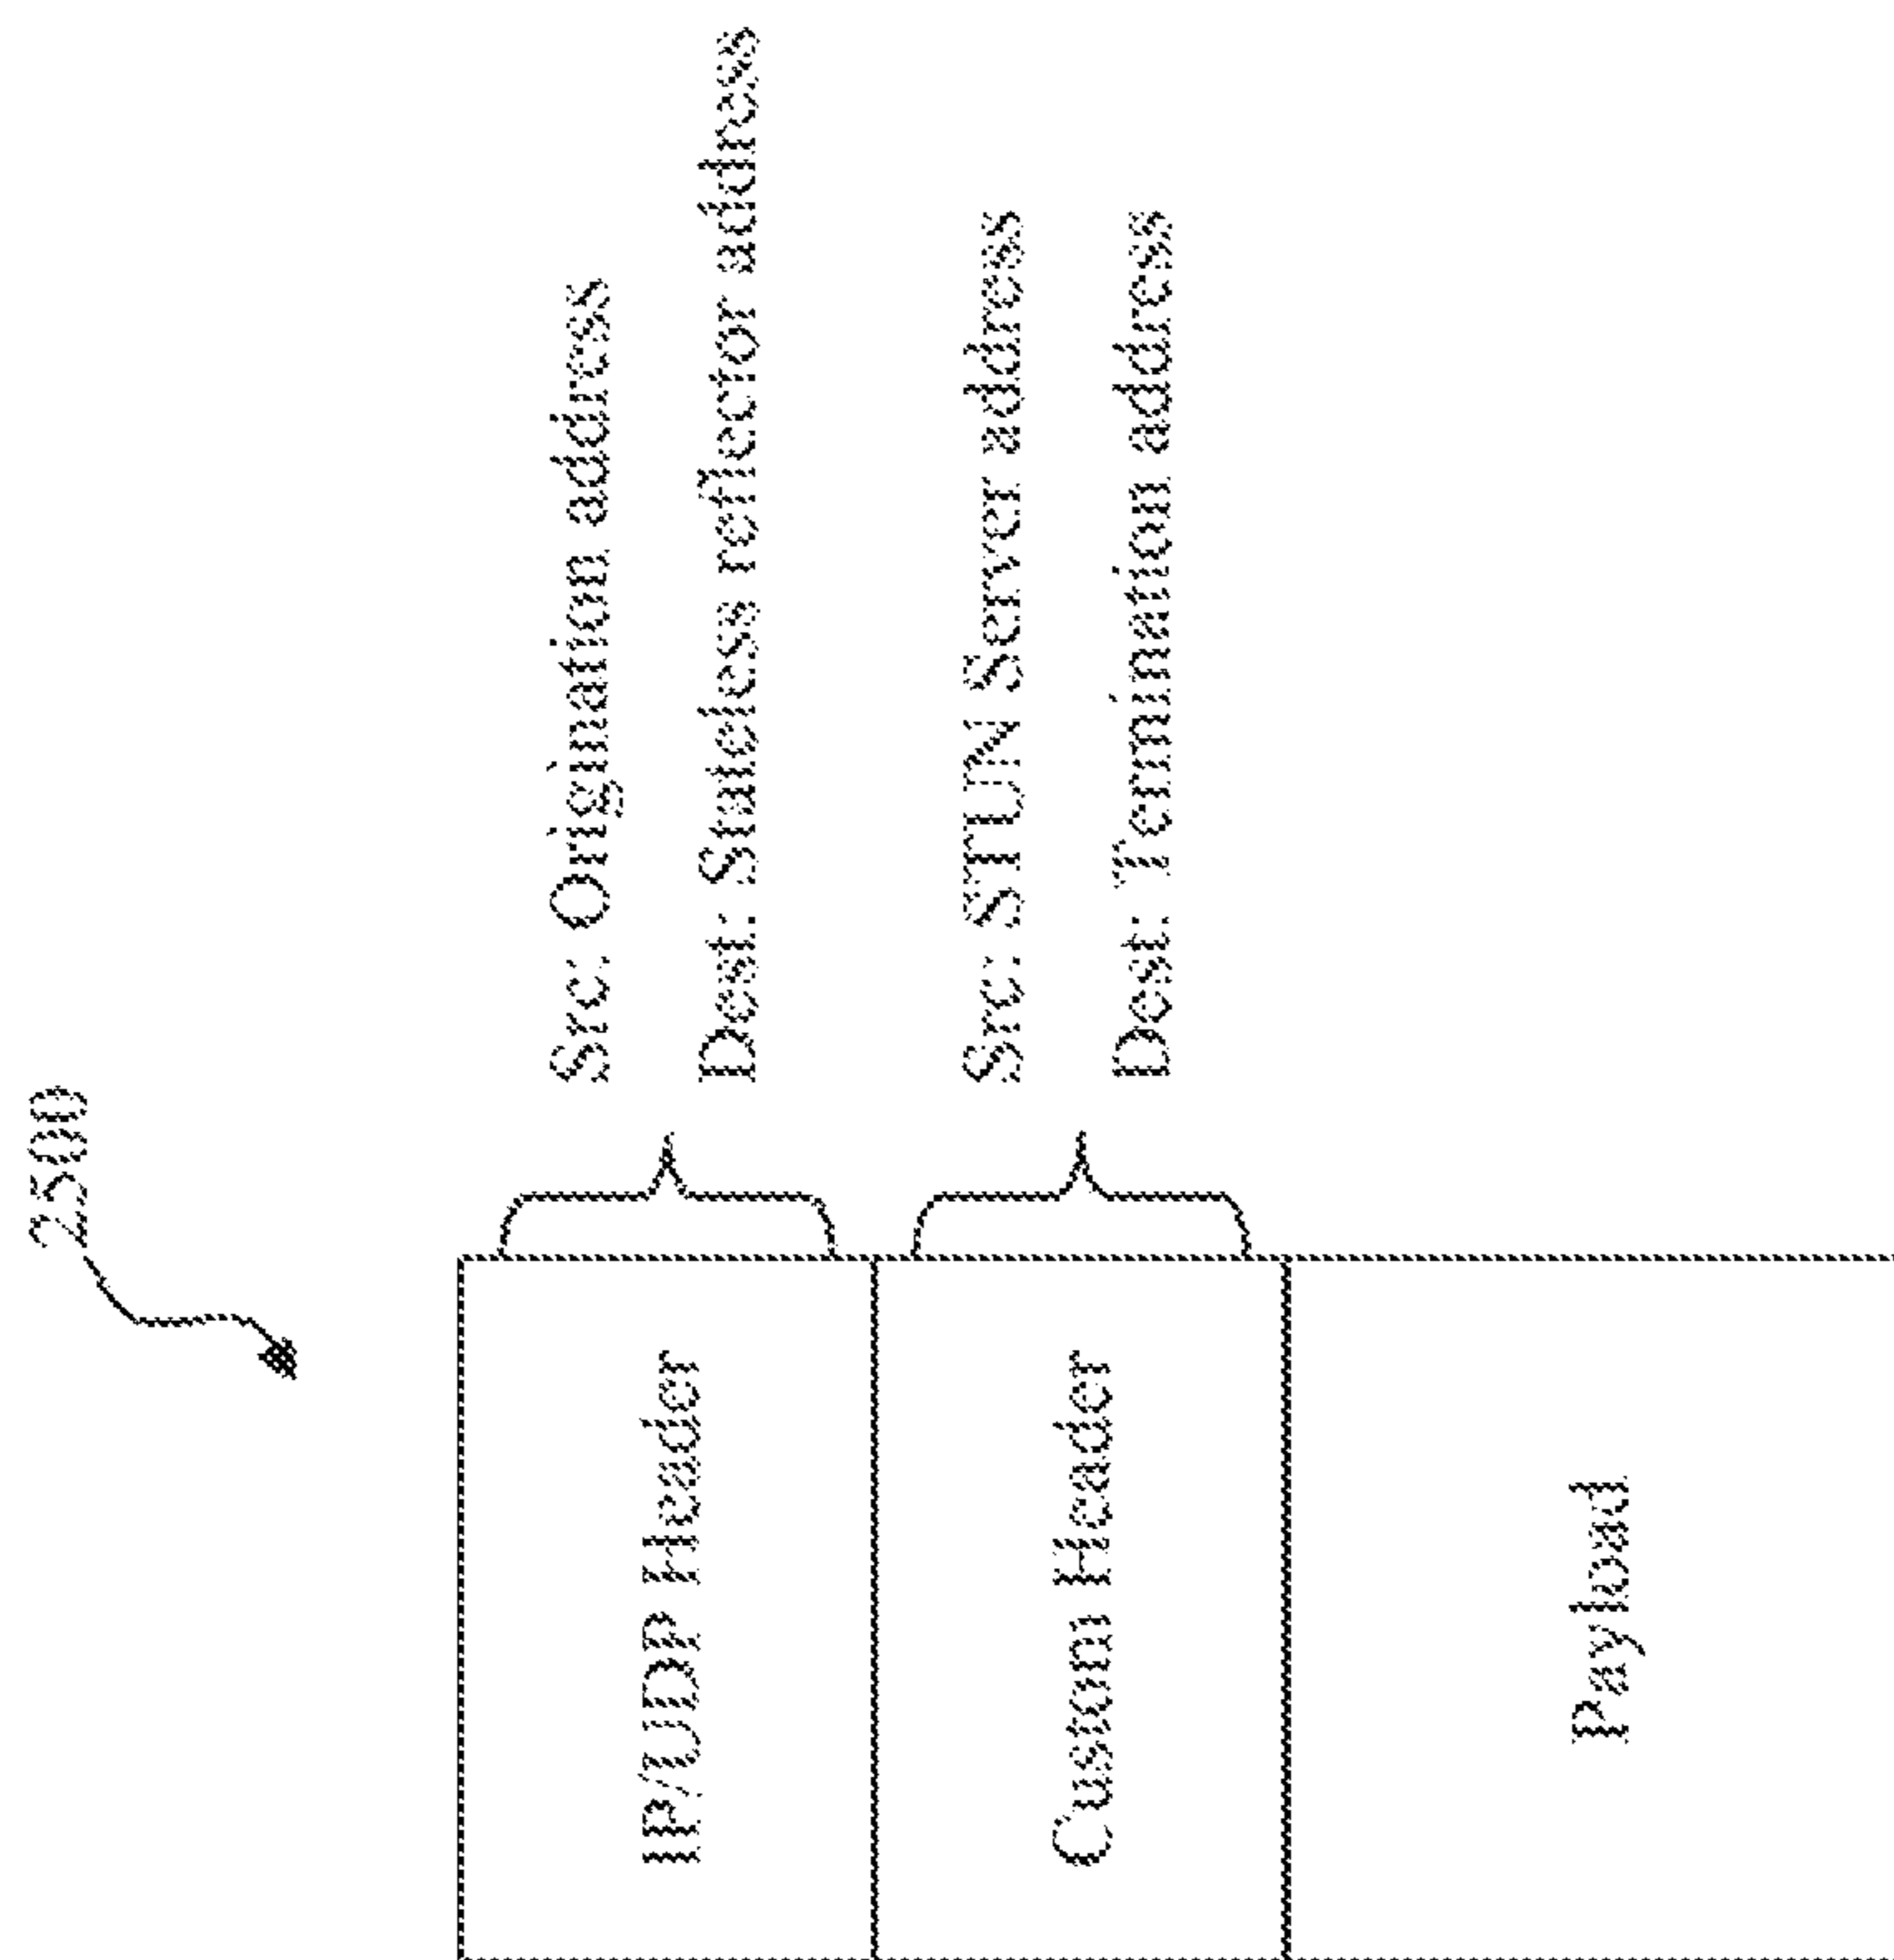 2300
IP/UDP Header
Src: Origination address
Dest: Stateless reflector address
Custom Header
Src: STUN Server address
Dest: Termination address
Payload